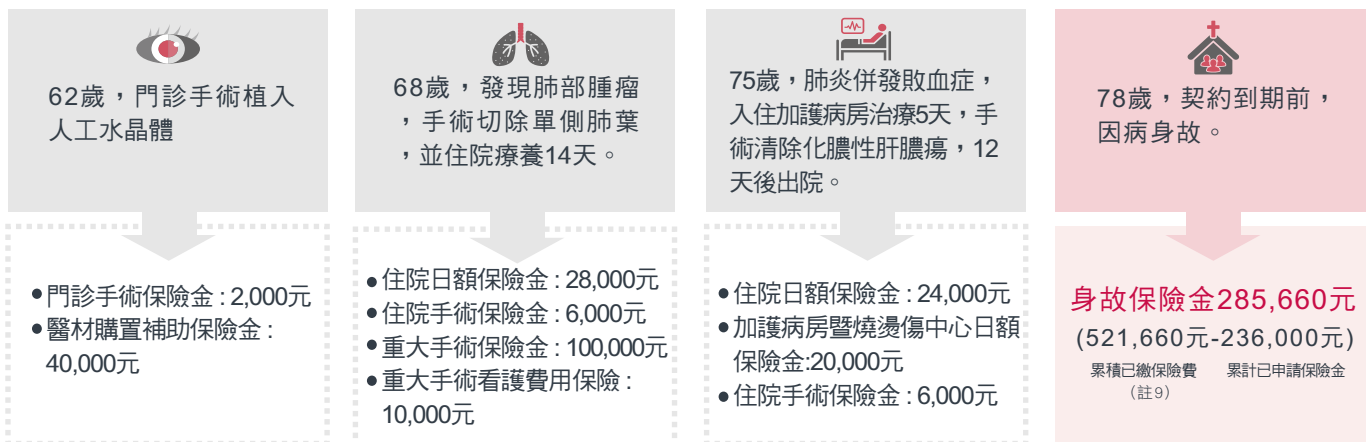 62歲，門診手術植入
人工水晶體
68歲，發現肺部腫瘤
，手術切除單側肺葉
，並住院療養14天。
75歲，肺炎併發敗血症，
入住加護病房治療5天，手
術清除化膿性肝膿瘍，12
天後出院。
78歲，契約到期前，
因病身故。
●門診手術保險金 : 2,000元
●醫材購置補助保險金 :
40,000元
●住院日額保險金 : 28,000元
●住院手術保險金 : 6,000元
●重大手術保險金 : 100,000元
●重大手術看護費用保險 :
10,000元
●住院日額保險金 : 24,000元
●加護病房暨燒燙傷中心日額
保險金:20,000元
●住院手術保險金 : 6,000元
身故保險金285,660元
(521,660元-236,000元)
累積已繳保險費 累計已申請保險金
(註9)